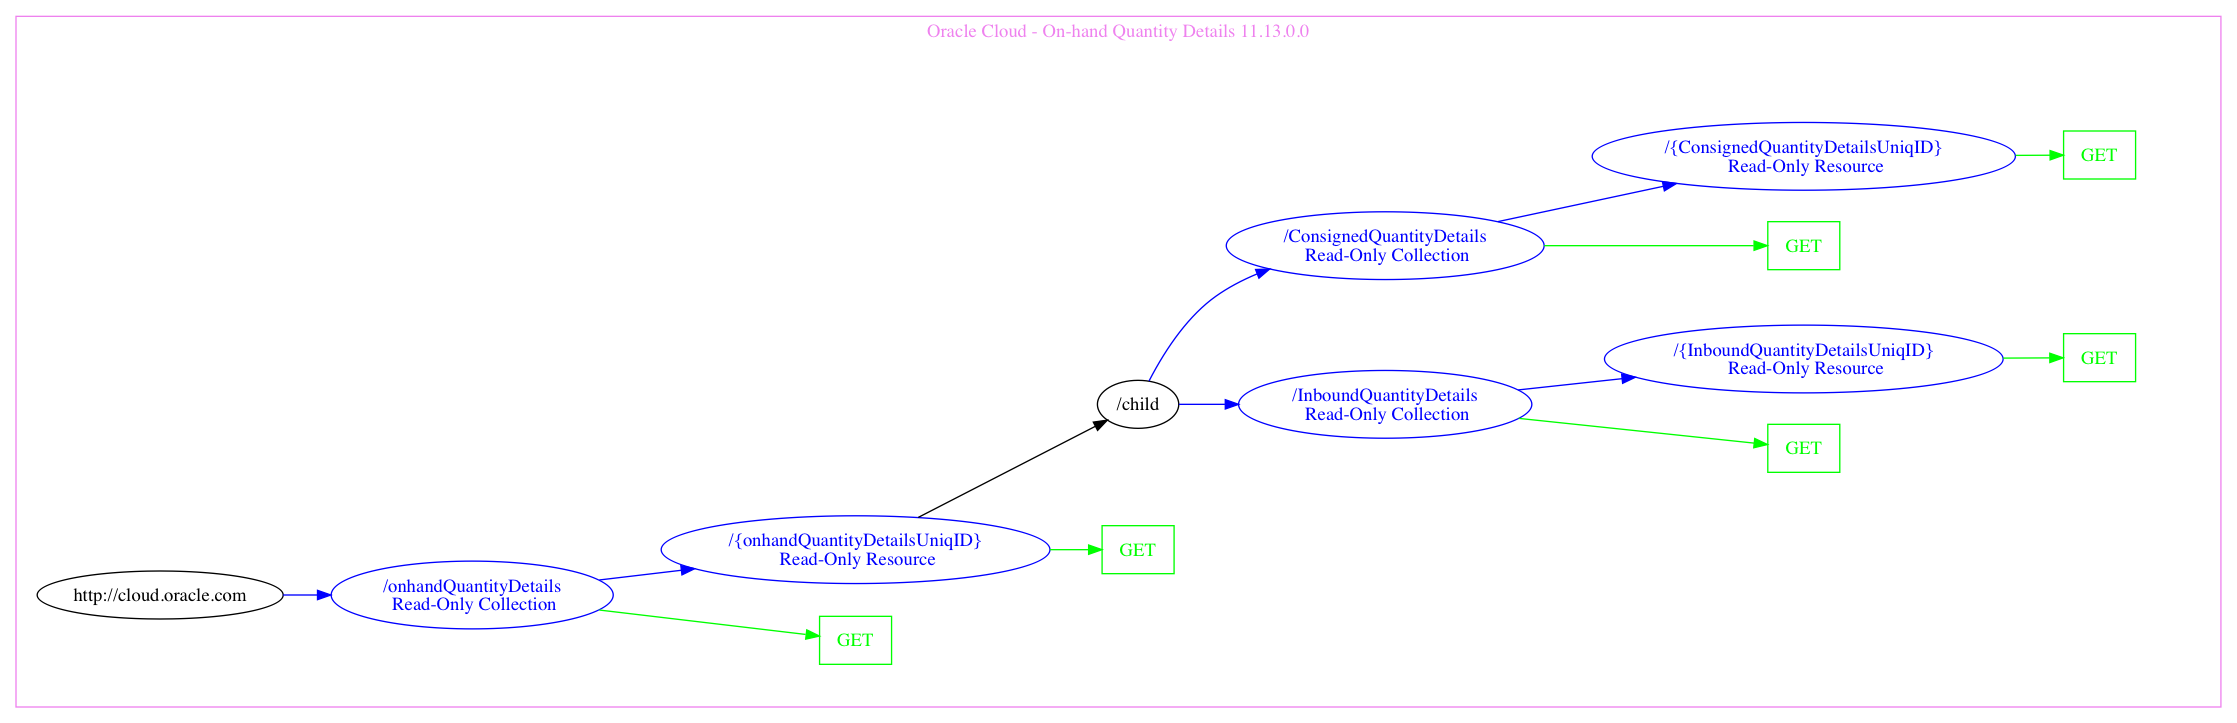 Oracle Cloud - On-hand Quantity Details 11.13.0.0
/{ConsignedQuantityDetailsUniqID}
Read-Only Resource
GET
/ConsignedQuantityDetails
Read-Only Collection
GET
/{InboundQuantityDetailsUniqID}
Read-Only Resource
GET
/child
/InboundQuantityDetails
Read-Only Collection
GET
/{onhandQuantityDetailsUniqID}
Read-Only Resource
GET
http://cloud.oracle.com
/onhandQuantityDetails
Read-Only Collection
GET